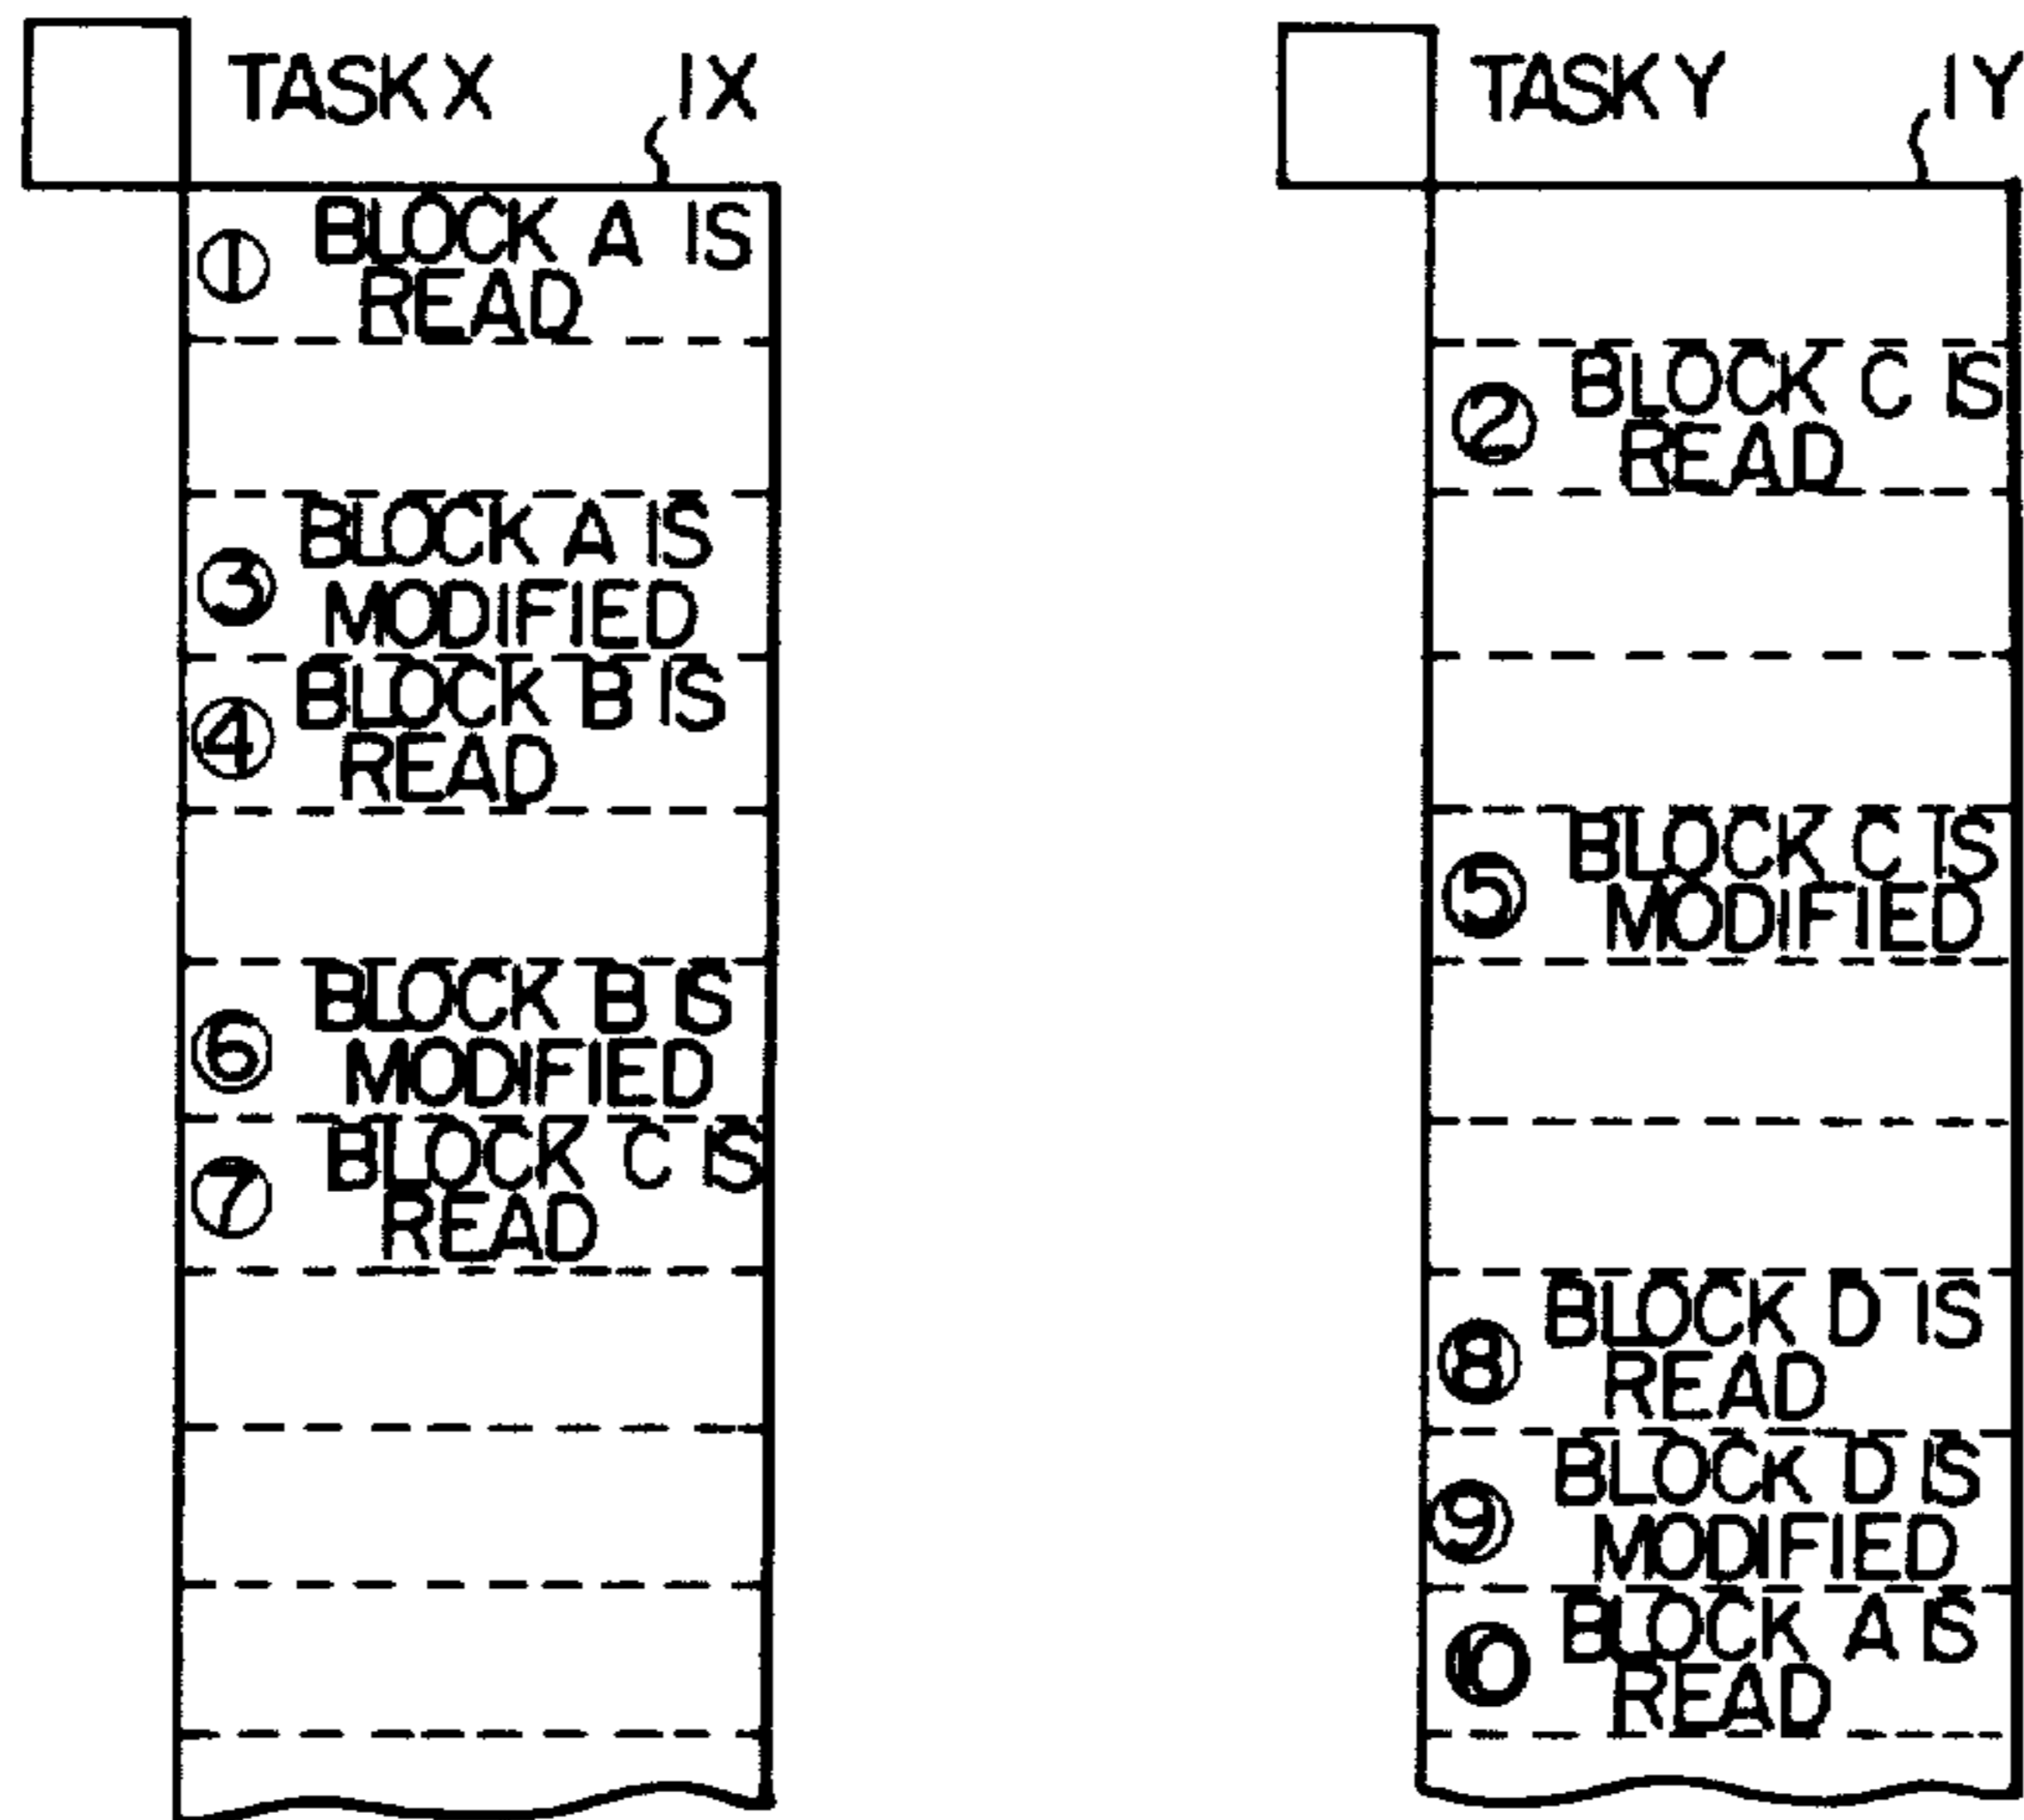 TASK X 1X
① BLOCK A IS
READ
③ BLOCK A IS
MODIFIED
④ BLOCK B IS
READ
⑥ BLOCK B IS
MODIFIED
⑦ BLOCK C IS
READ
TASK Y 1Y
② BLOCK C IS
READ
⑤ BLOCK C IS
MODIFIED
⑧ BLOCK D IS
READ
⑨ BLOCK D IS
MODIFIED
⑩ BLOCK A IS
READ